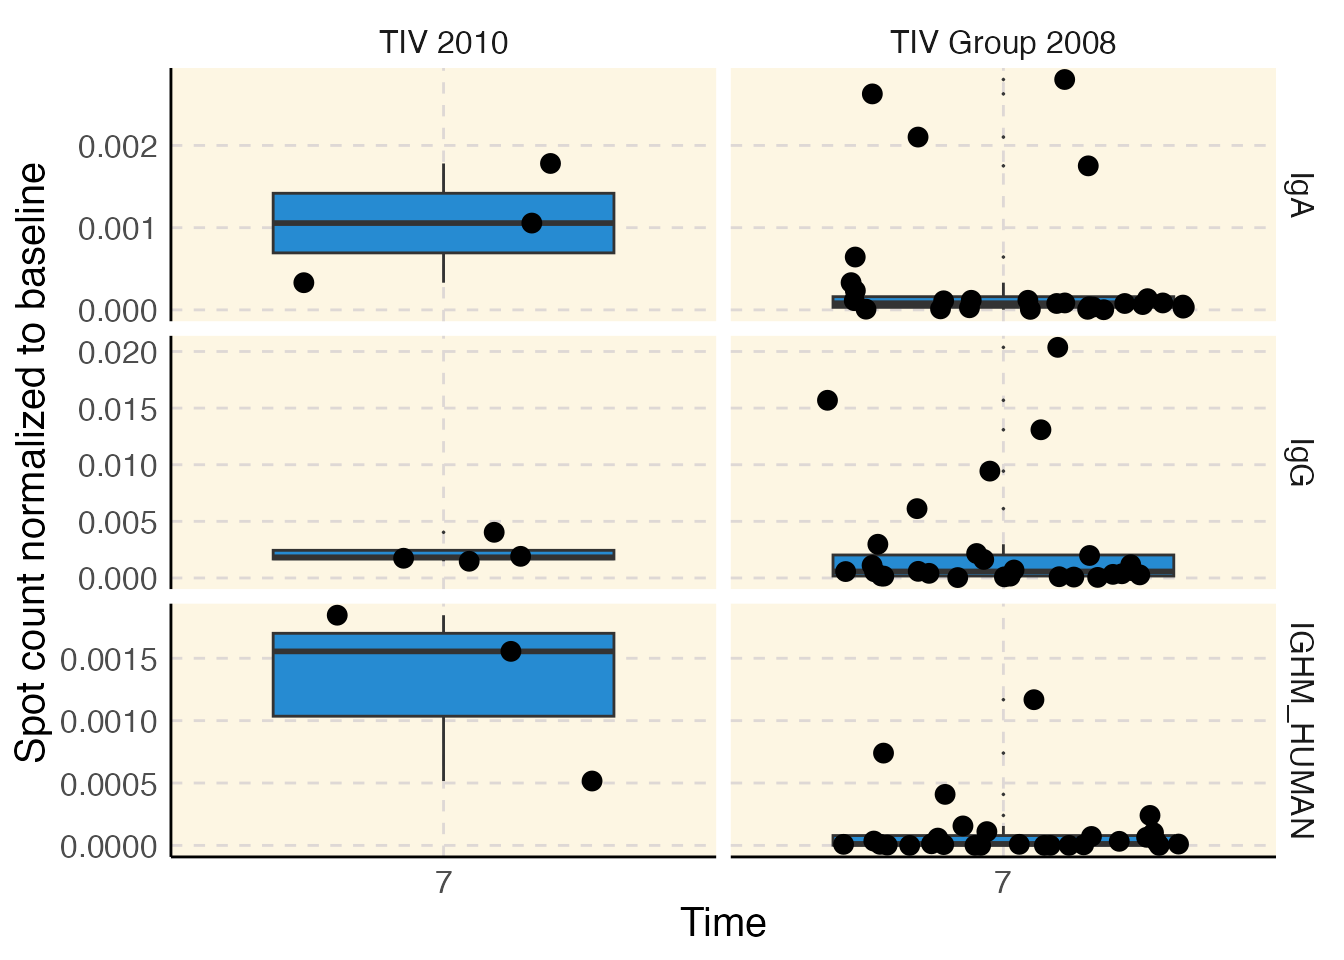 TIV 2010
TIV Group 2008
0.002
0.001
0.000
IgA
0.020
0.015
0.010
0.005
0.000
IgG
0.0015
0.0010
0.0005
0.0000
IGHM_HUMAN
Spot count normalized to baseline
7
7
Time